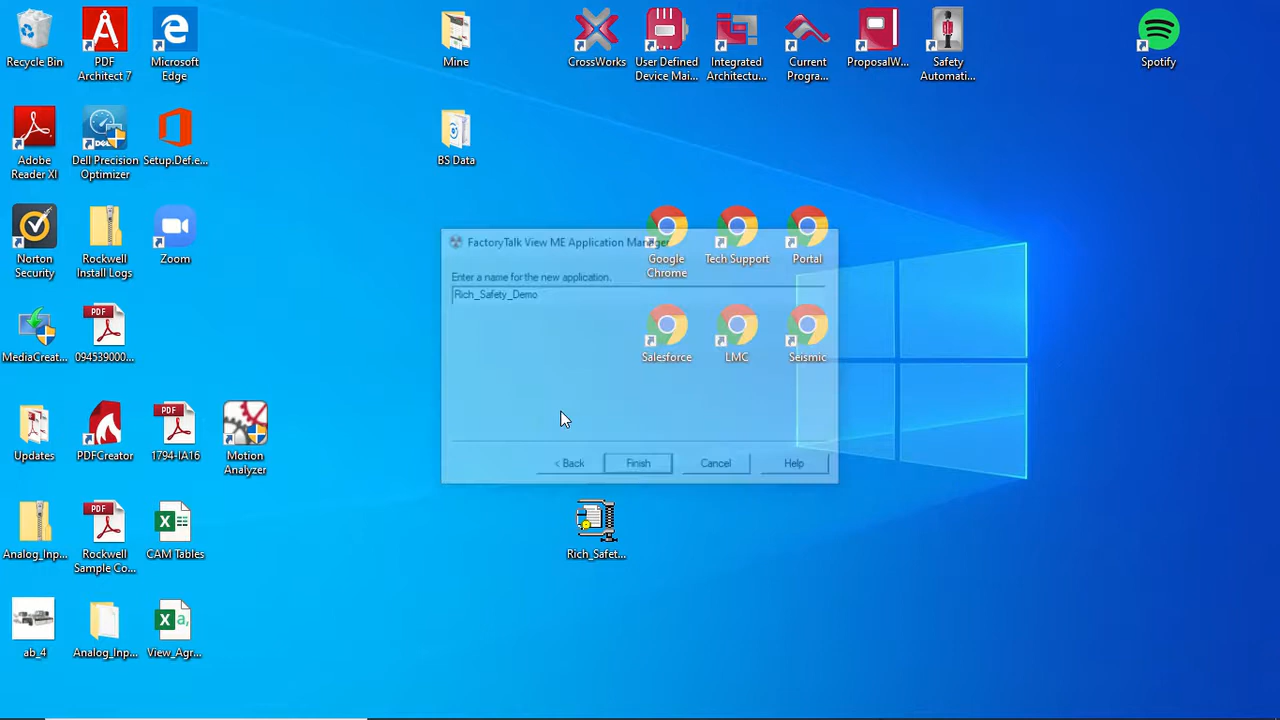 Recycle Bin
PDF
Architect 7
Microsoft
Edge
Mine
CrossWorks
User Defined
Device Mai...
Integrated
Architectu...
Current
Progra...
ProposalW...
Safety
Automati...
Spotify
Adobe
Reader XI
DELL
Dell Precision
Optimizer
Setup.Def.e...
BS Data
Norton
Security
Rockwell
Install Logs
Zoom
FactoryTalk View ME Application Manager
Google
Chrome
Tech Support
Portal
Enter a name for the new application.
Rich_Safety_Demo
MediaCreat...
PDF
094539000...
Salesforce
LMC
Seismic
Updates
PDFCreator
PDF
1794-IA16
Motion
Analyzer
< Back
Finish
Cancel
Help
Analog_Inp...
PDF
Rockwell
Sample Co...
CAM Tables
Rich_Safet...
ab_4
Analog_Inp...
View_Agr...